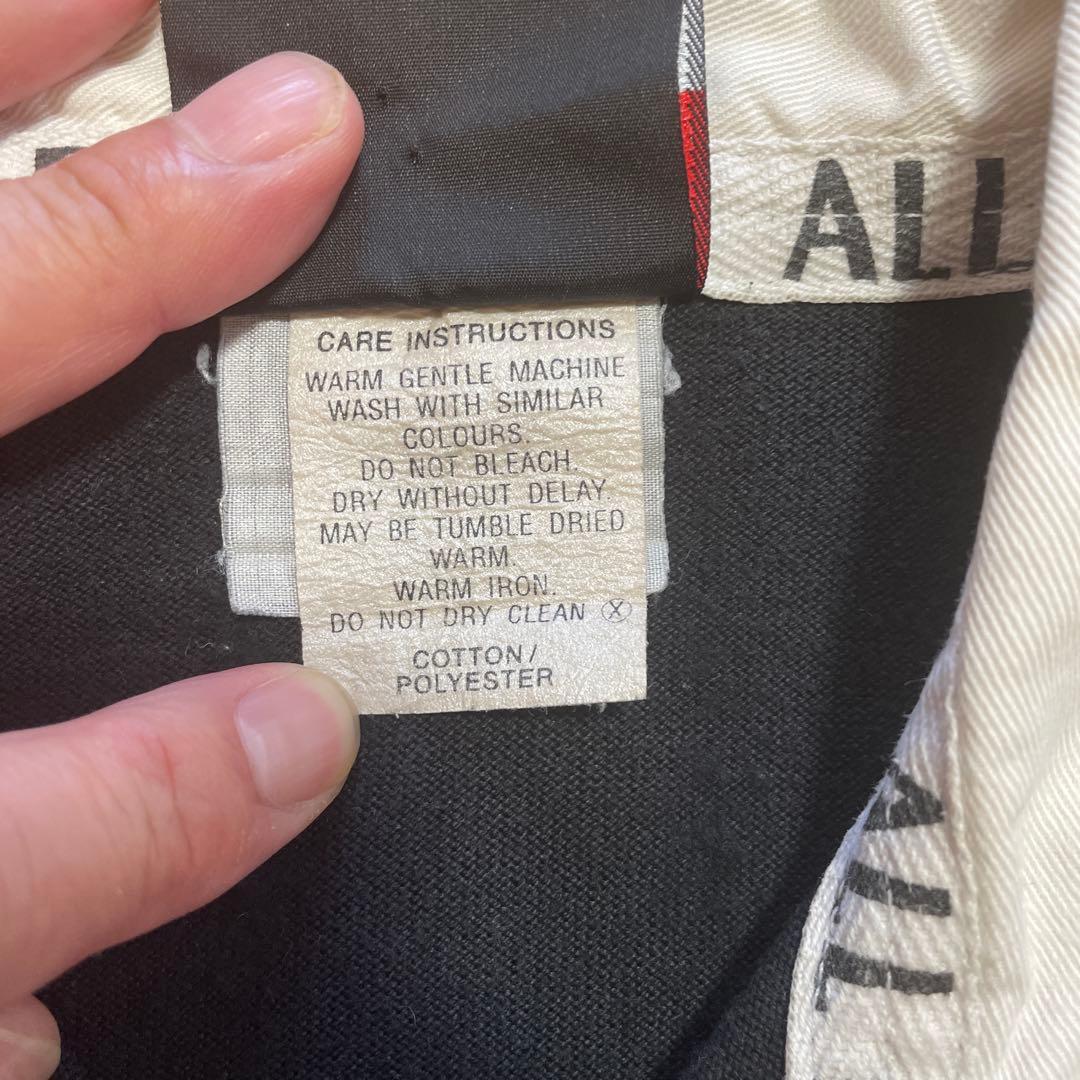 ALL
CARE INSTRUCTIONS
WARM GENTLE MACHINE
WASH WITH SIMILAR
COLOURS.
DO NOT BLEACH.
DRY WITHOUT DELAY.
MAY BE TUMBLE DRIED
WARM.
WARM IRON.
DO NOT DRY CLEAN Ⓧ
COTTON/
POLYESTER
ALL